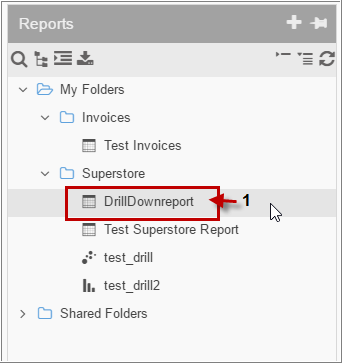 Reports
My Folders
Invoices
Test Invoices
Superstore
DrillDownreport 1
Test Superstore Report
test_drill
test_drill2
Shared Folders